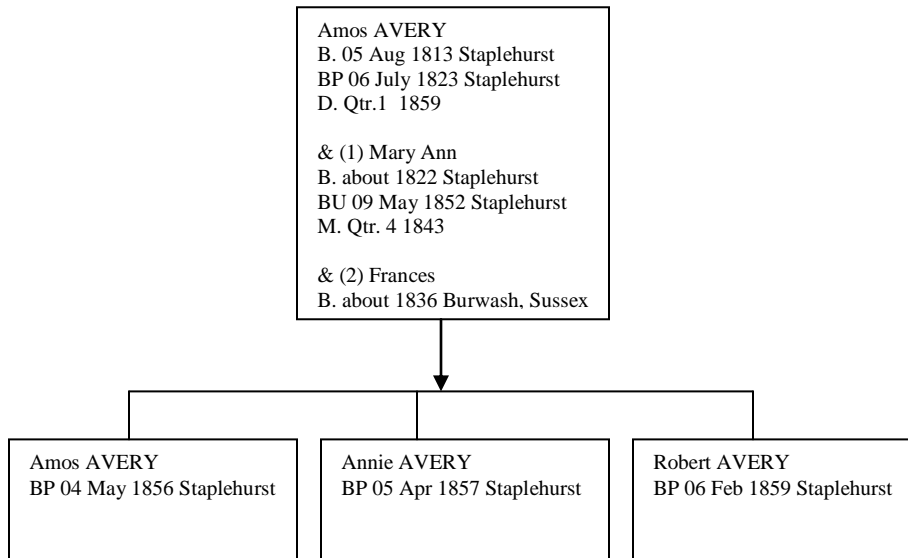 Amos AVERY
B. 05 Aug 1813 Staplehurst
BP 06 July 1823 Staplehurst
D. Qtr.1 1859
& (1) Mary Ann
B. about 1822 Staplehurst
BU 09 May 1852 Staplehurst
M. Qtr. 4 1843
& (2) Frances
B. about 1836 Burwash, Sussex
Amos AVERY
BP 04 May 1856 Staplehurst
Annie AVERY
BP 05 Apr 1857 Staplehurst
Robert AVERY
BP 06 Feb 1859 Staplehurst